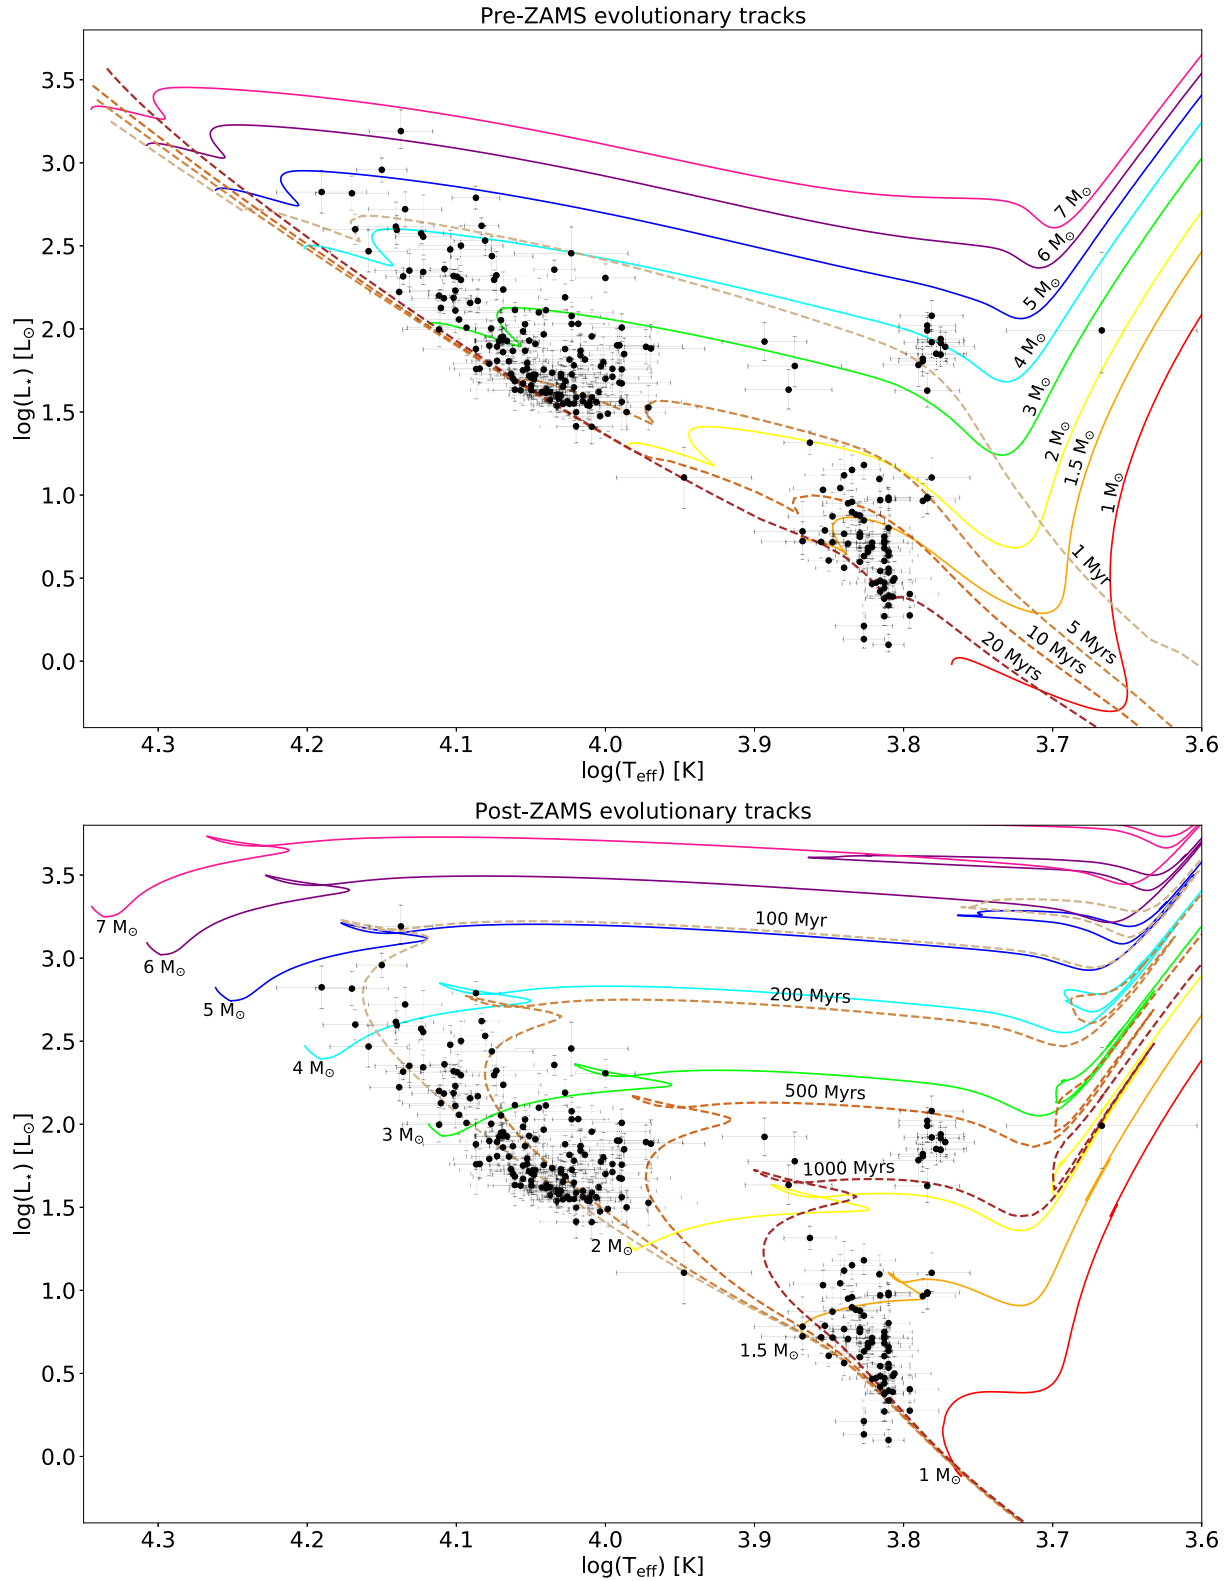 Pre-ZAMS evolutionary tracks
3.5
3.0
2.5
2.0
1.5
1.0
0.5
0.0
log(L⋆) [L⊙]
7 M⊙
6 M⊙
5 M⊙
4 M⊙
3 M⊙
2 M⊙
1.5 M⊙
1 M⊙
1 Myr
5 Myrs
10 Myrs
20 Myrs
4.3 4.2 4.1 4.0 3.9 3.8 3.7 3.6
log(Teff) [K]
Post-ZAMS evolutionary tracks
3.5
3.0
2.5
2.0
1.5
1.0
0.5
0.0
log(L⋆) [L⊙]
7 M⊙
6 M⊙
5 M⊙
4 M⊙
3 M⊙
2 M⊙
1.5 M⊙
1 M⊙
100 Myr
200 Myrs
500 Myrs
1000 Myrs
4.3 4.2 4.1 4.0 3.9 3.8 3.7 3.6
log(Teff) [K]